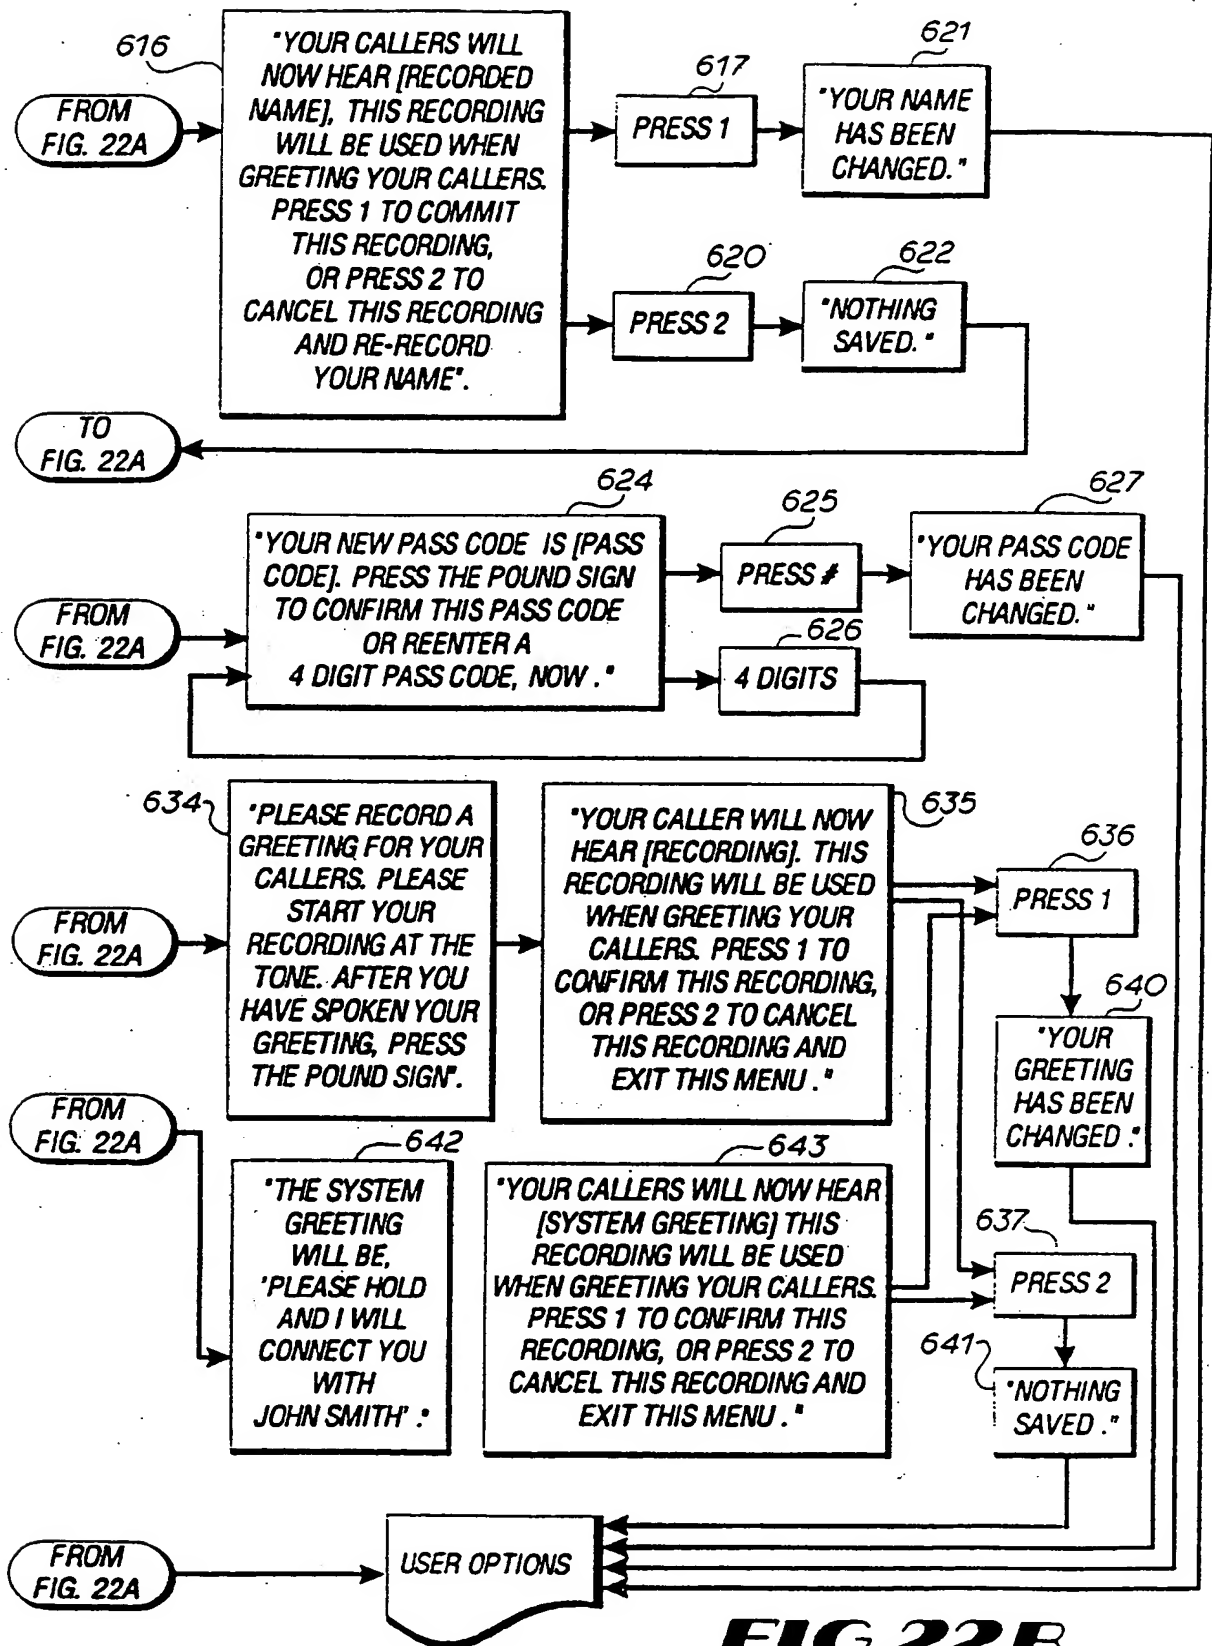 616
"YOUR CALLERS WILL
NOW HEAR [RECORDED
NAME], THIS RECORDING
WILL BE USED WHEN
GREETING YOUR CALLERS.
PRESS 1 TO COMMIT
THIS RECORDING,
OR PRESS 2 TO
CANCEL THIS RECORDING
AND RE-RECORD
YOUR NAME".
FROM
FIG. 22A
617
PRESS 1
621
"YOUR NAME
HAS BEEN
CHANGED."
620
PRESS 2
622
"NOTHING
SAVED."
TO
FIG. 22A
624
"YOUR NEW PASS CODE IS [PASS
CODE]. PRESS THE POUND SIGN
TO CONFIRM THIS PASS CODE
OR REENTER A
4 DIGIT PASS CODE, NOW ."
FROM
FIG. 22A
625
PRESS #
627
"YOUR PASS CODE
HAS BEEN
CHANGED."
626
4 DIGITS
634
"PLEASE RECORD A
GREETING FOR YOUR
CALLERS. PLEASE
START YOUR
RECORDING AT THE
TONE. AFTER YOU
HAVE SPOKEN YOUR
GREETING, PRESS
THE POUND SIGN".
FROM
FIG. 22A
635
"YOUR CALLER WILL NOW
HEAR [RECORDING]. THIS
RECORDING WILL BE USED
WHEN GREETING YOUR
CALLERS. PRESS 1 TO
CONFIRM THIS RECORDING,
OR PRESS 2 TO CANCEL
THIS RECORDING AND
EXIT THIS MENU ."
636
PRESS 1
640
"YOUR
GREETING
HAS BEEN
CHANGED ."
FROM
FIG. 22A
642
"THE SYSTEM
GREETING
WILL BE,
'PLEASE HOLD
AND I WILL
CONNECT YOU
WITH
JOHN SMITH' ."
643
"YOUR CALLERS WILL NOW HEAR
[SYSTEM GREETING] THIS
RECORDING WILL BE USED
WHEN GREETING YOUR CALLERS.
PRESS 1 TO CONFIRM THIS
RECORDING, OR PRESS 2 TO
CANCEL THIS RECORDING AND
EXIT THIS MENU ."
637
PRESS 2
641
"NOTHING
SAVED ."
FROM
FIG. 22A
USER OPTIONS
FIG 22B